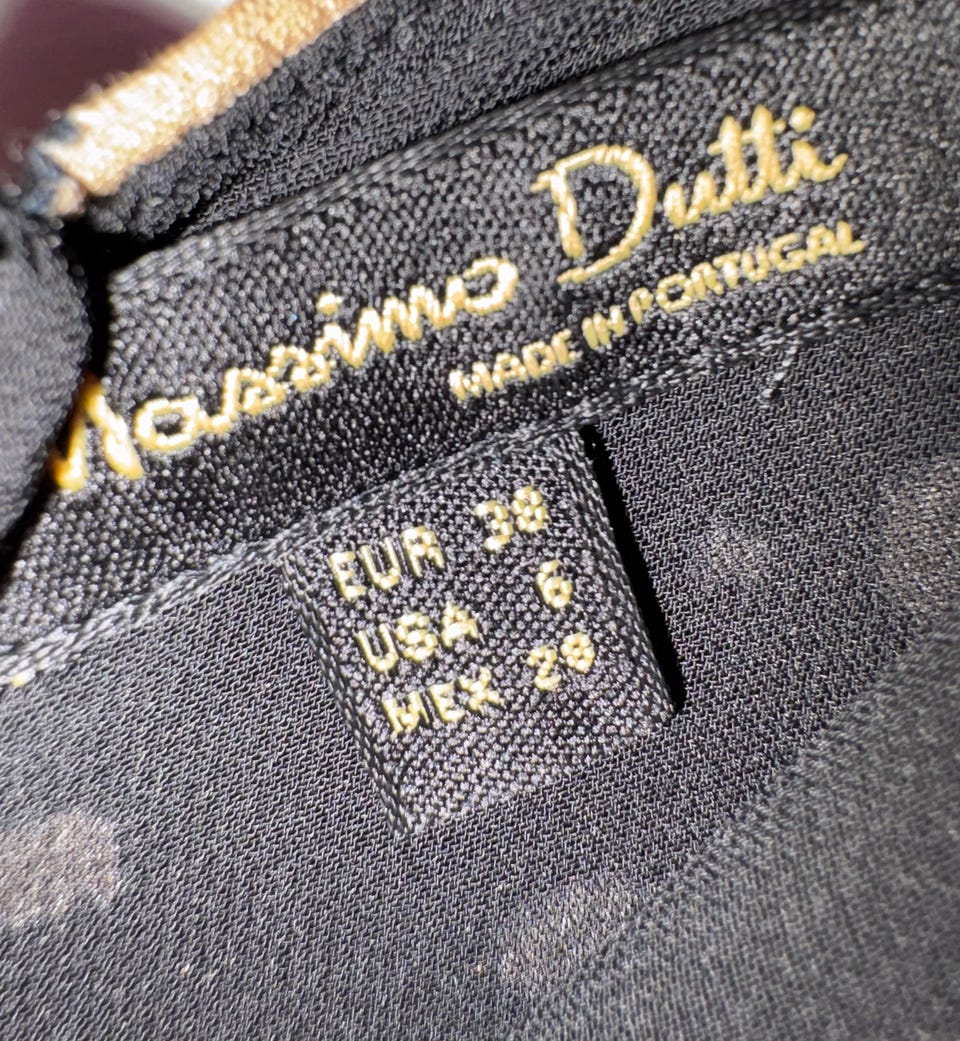 Massimo Dutti
MADE IN PORTUGAL
EUR 38
USA 6
MEX 28